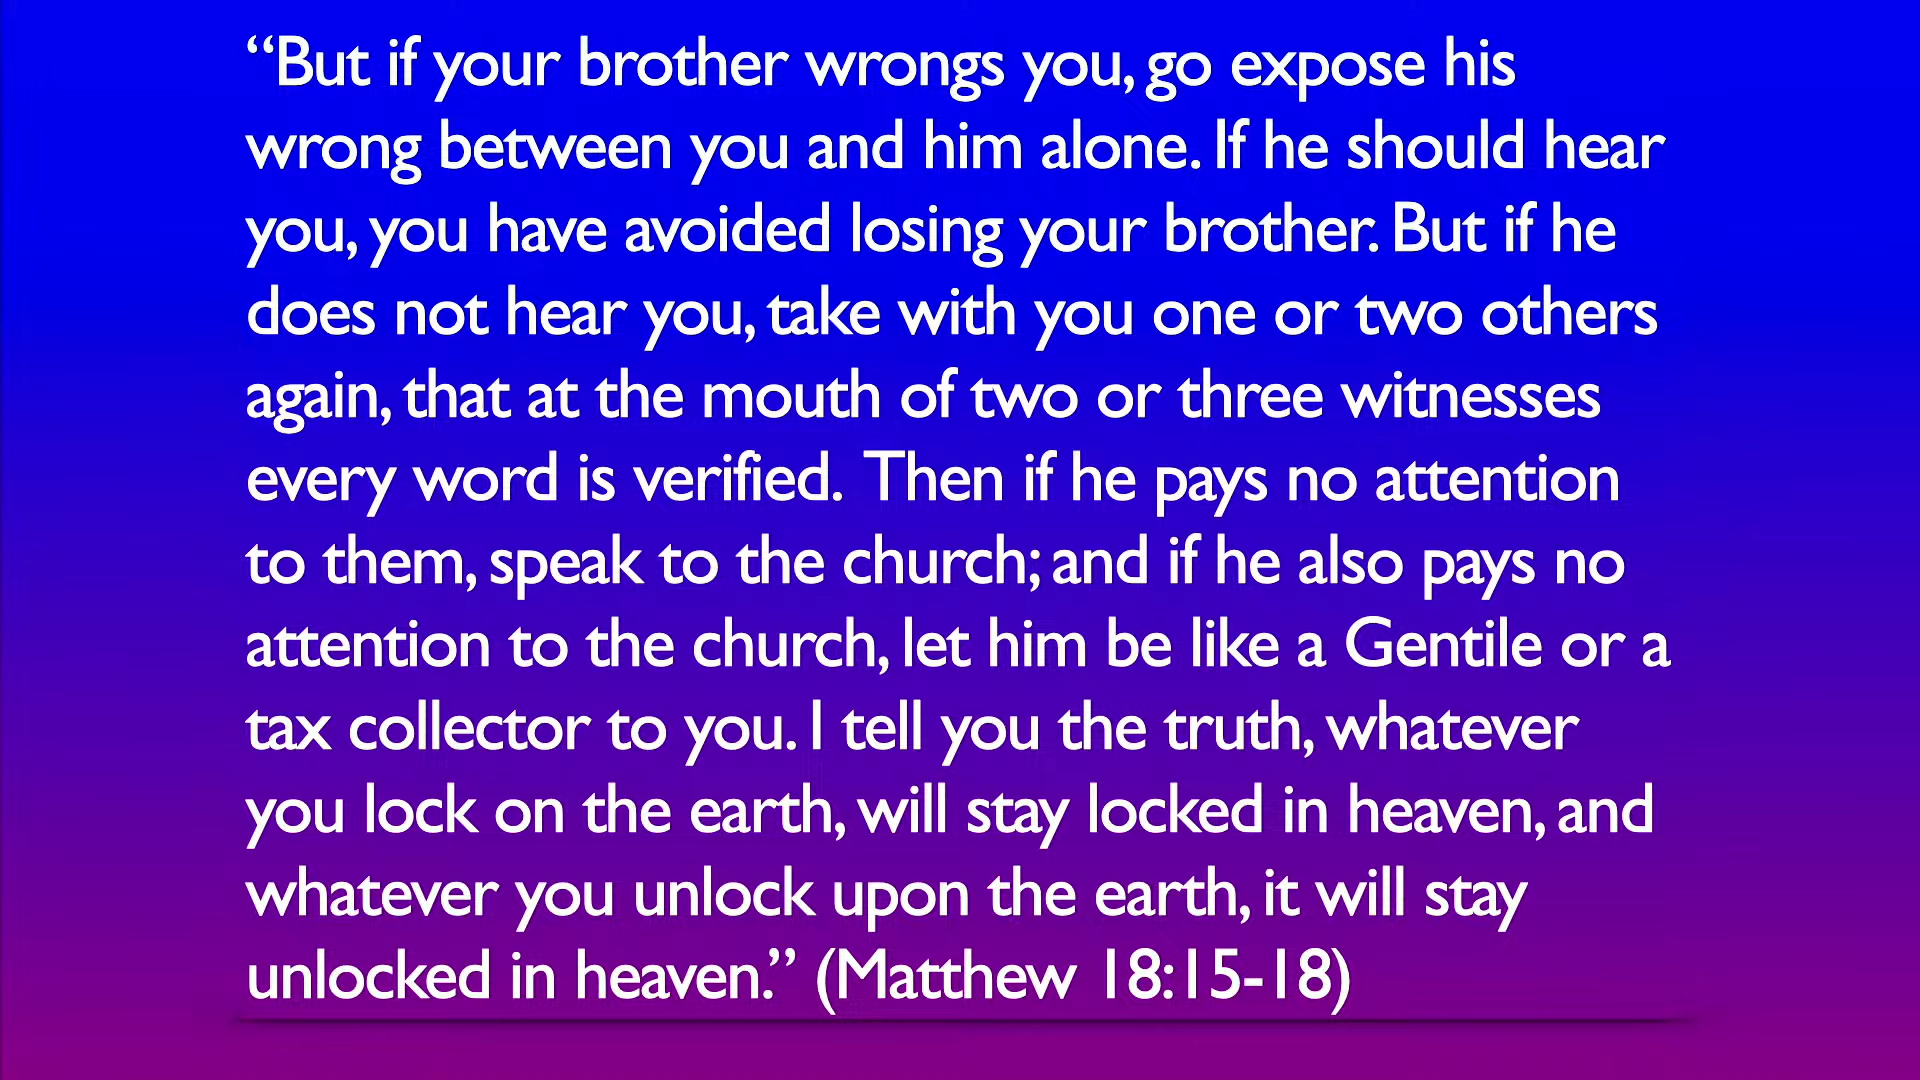 “But if your brother wrongs you, go expose his
wrong between you and him alone. If he should hear
you, you have avoided losing your brother. But if he
does not hear you, take with you one or two others
again, that at the mouth of two or three witnesses
every word is verified.  Then if he pays no attention
to them, speak to the church; and if he also pays no
attention to the church, let him be like a Gentile or a
tax collector to you. I tell you the truth, whatever
you lock on the earth, will stay locked in heaven, and
whatever you unlock upon the earth, it will stay
unlocked in heaven.” (Matthew 18:15-18)